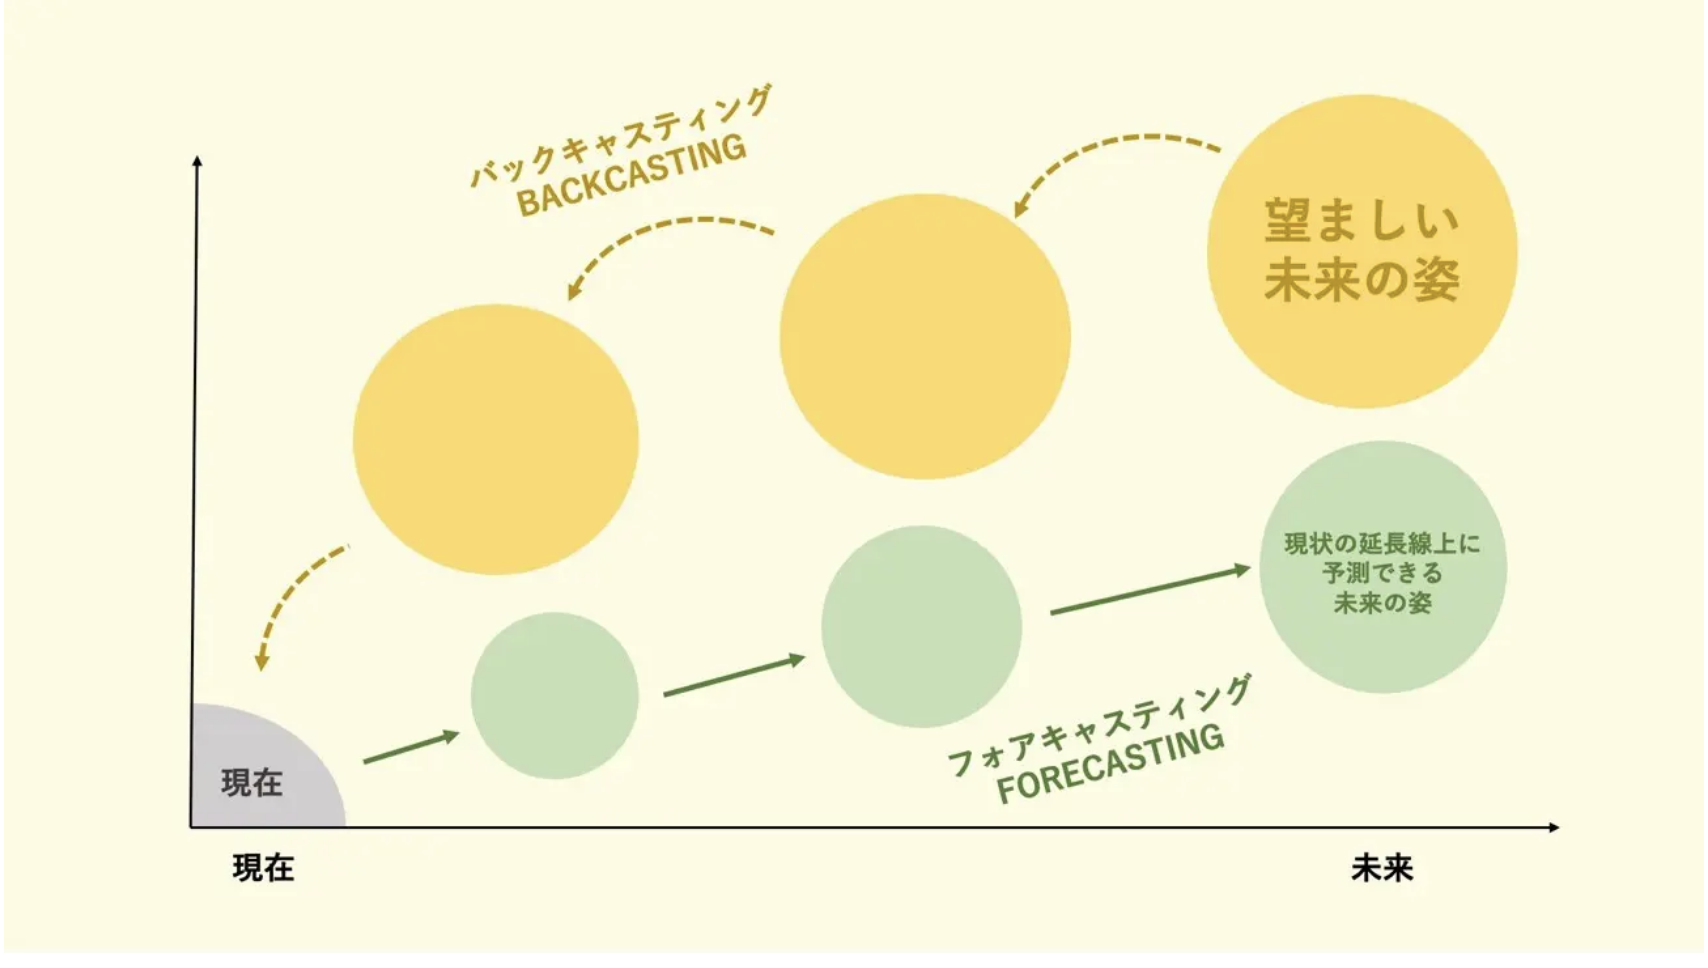 バックキャスティング
BACKCASTING
望ましい
未来の姿
現状の延長線上に
予測できる
未来の姿
フォアキャスティング
FORECASTING
現在
現在
未来